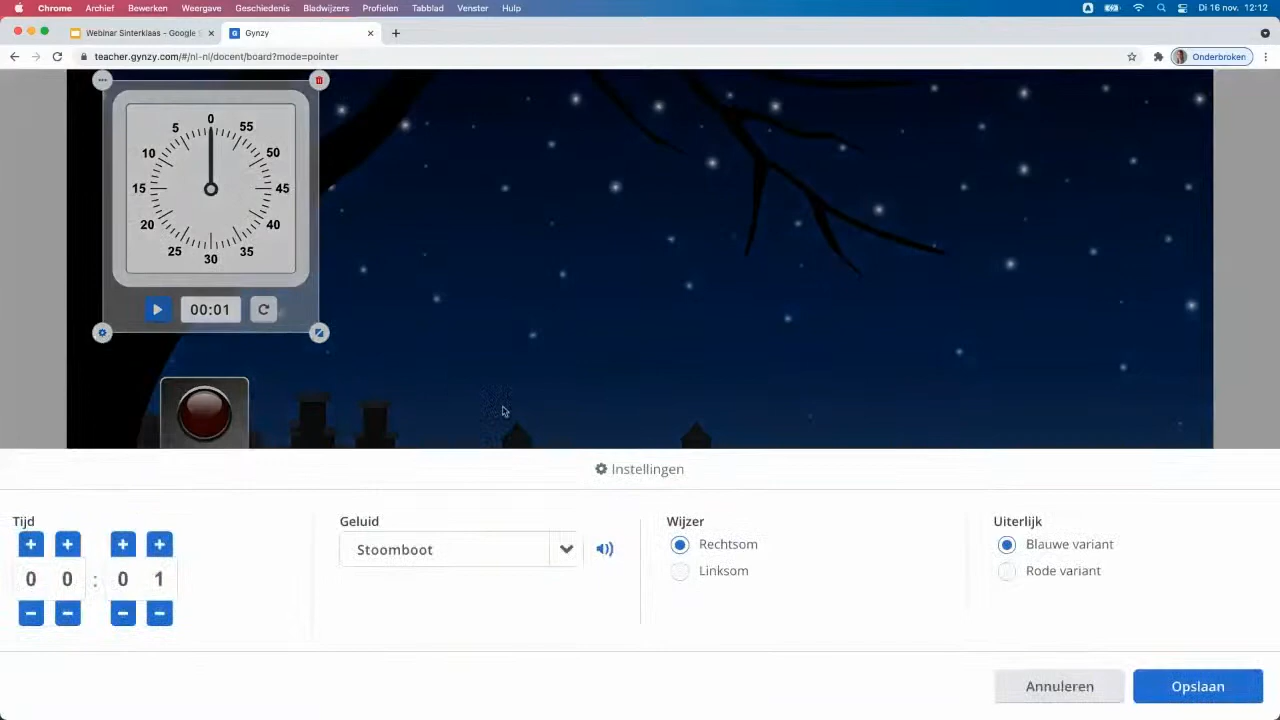 Chrome Archief Bewerken Weergave Geschiedenis Bladwijzers Profielen Tabblad Venster Help Di 16 nov. 12:12
Webinar Sinterklaas – Google S Gynzy
teacher.gynzy.com/#/nl-nl/docent/board?mode=pointer Onderbroken
0
5 55
10 50
15 45
20 40
25 35
30
00:01
Instellingen
Tijd Geluid Wijzer Uiterlijk
Stoomboot Rechtsom Blauwe variant
Linksom Rode variant
0 0 : 0 1
Annuleren Opslaan